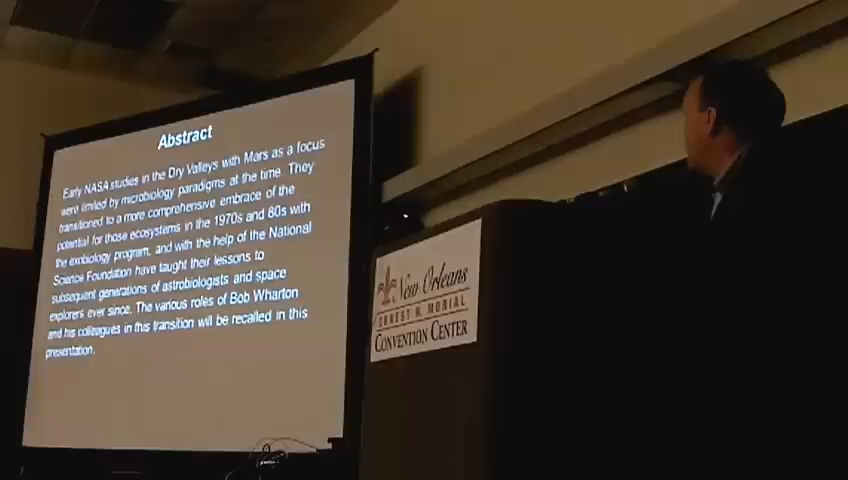 Abstract
Early NASA studies in the Dry Valleys with Mars as a focus
were limited by microbiology paradigms at the time. They
transitioned to a more comprehensive embrace of the
potential for those ecosystems in the 1970s and 80s with
the exobiology program, and with the help of the National
Science Foundation have taught their lessons to
subsequent generations of astrobiologists and space
explorers ever since. The various roles of Bob Wharton
and his colleagues in this transition will be recalled in this
presentation.
New Orleans
ERNEST N. MORIAL
CONVENTION CENTER